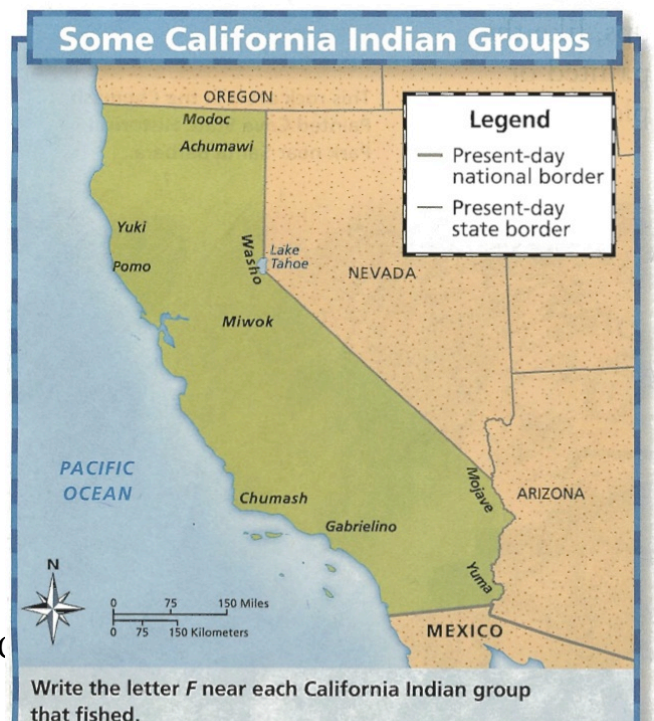 Some California Indian Groups
OREGON
Legend
Present-day
national border
Present-day
state border
Modoc
Achumawi
Yuki
Pomo
Washo
Lake
Tahoe
NEVADA
Miwok
PACIFIC
OCEAN
Chumash
Gabrielino
Mojave
ARIZONA
Yuma
MEXICO
N
0 75 150 Miles
0 75 150 Kilometers
Write the letter F near each California Indian group
that fished.